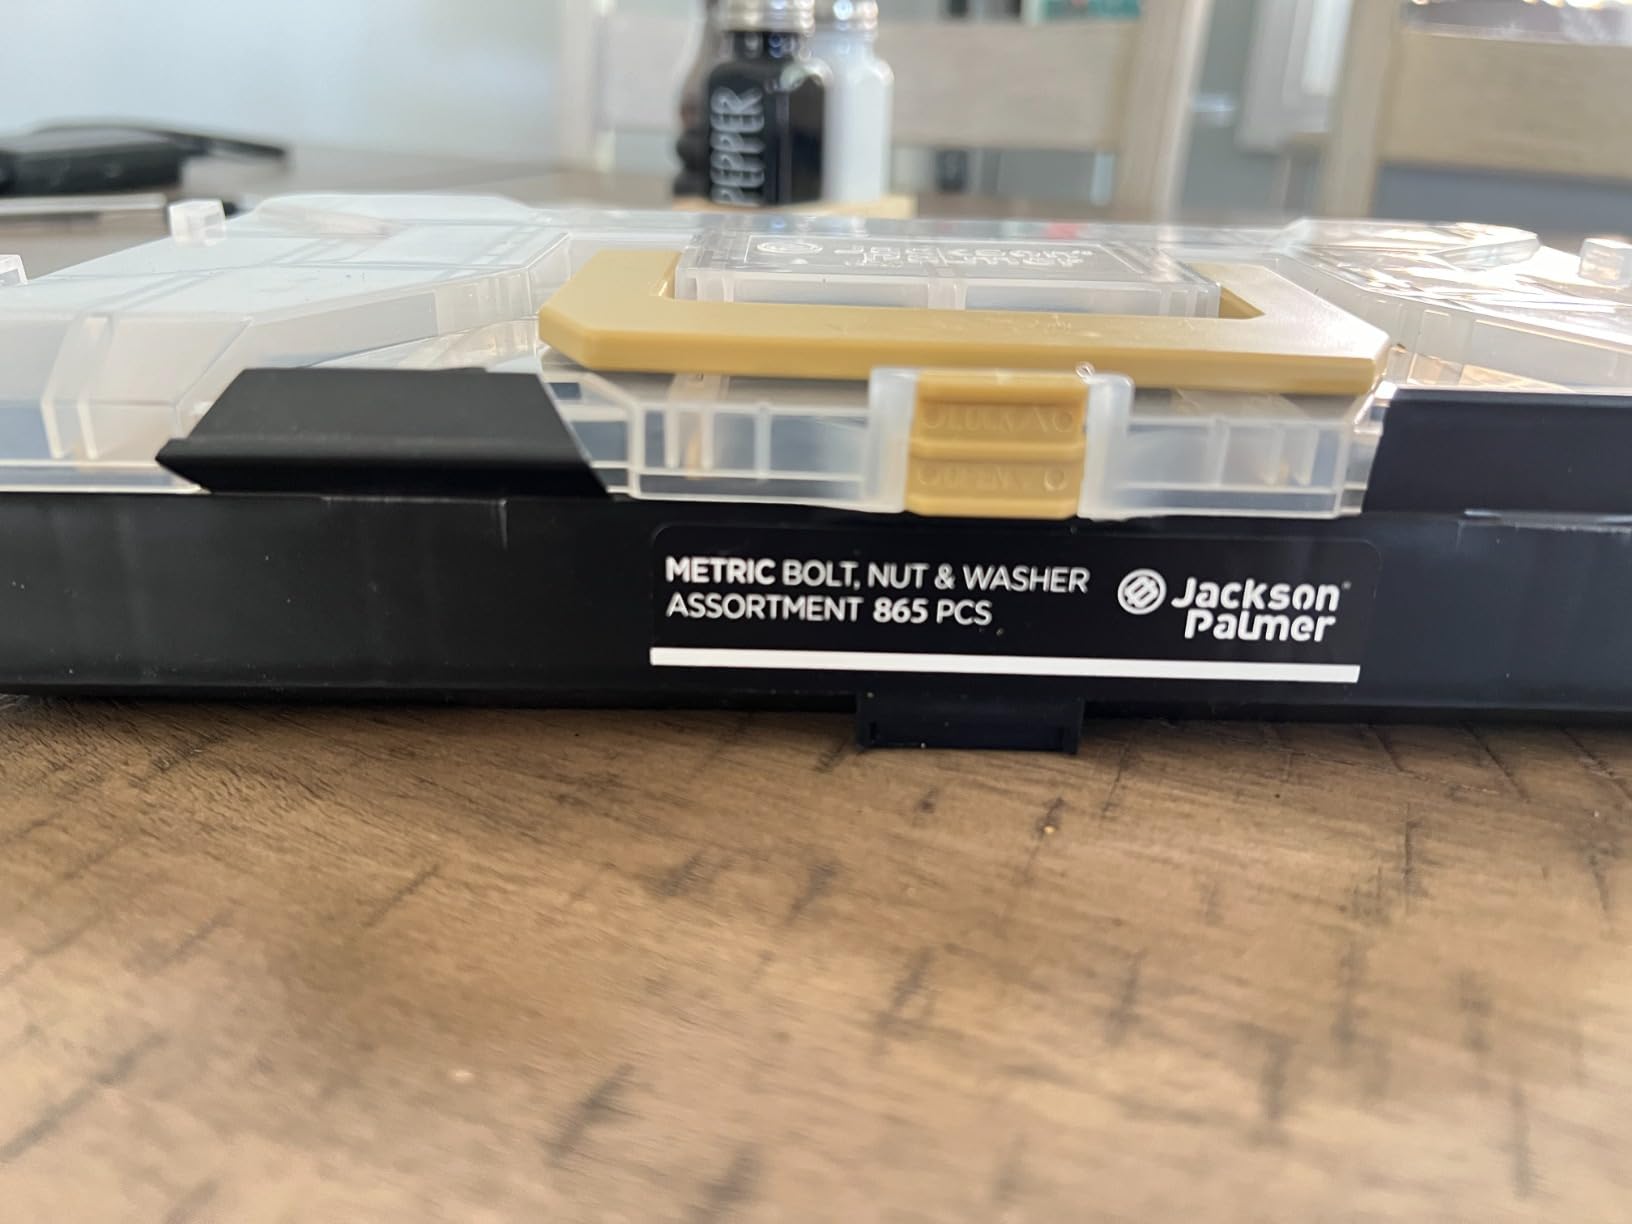 PEPPER
METRIC BOLT, NUT & WASHER
ASSORTMENT 865 PCS
Jackson
Palmer